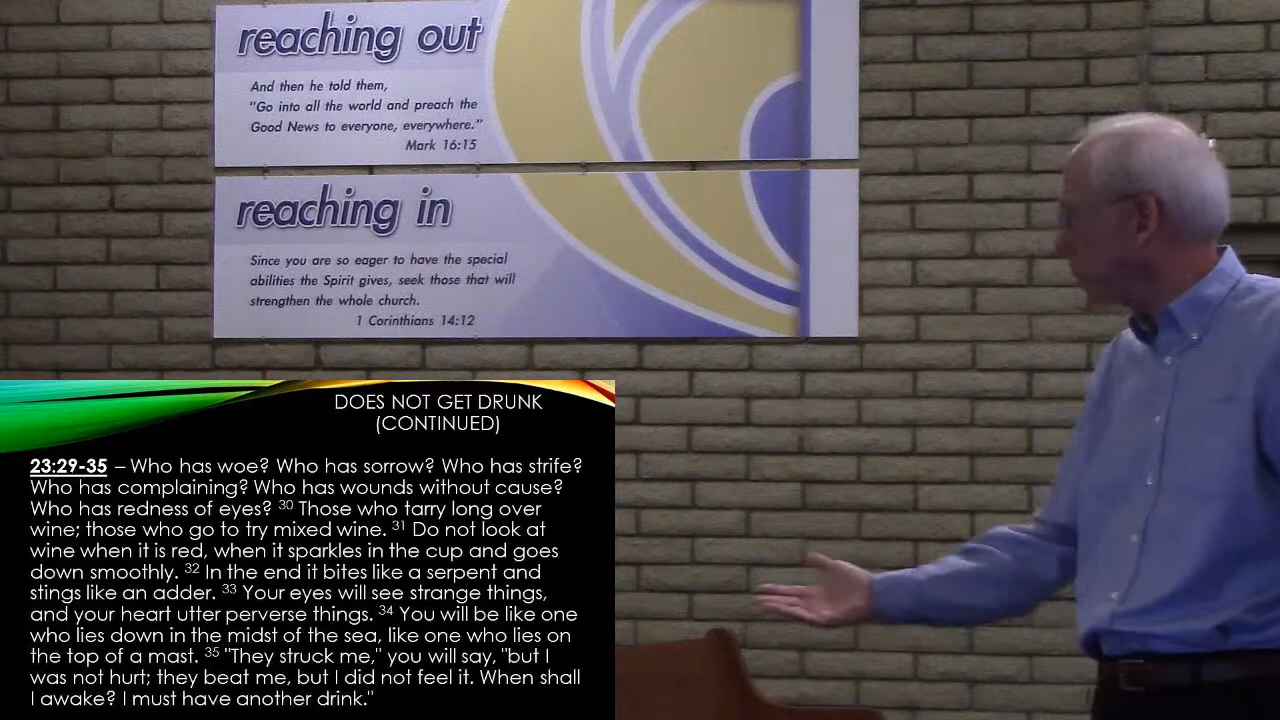 reaching out
And then he told them,
"Go into all the world and preach the
Good News to everyone, everywhere."
Mark 16:15
reaching in
Since you are so eager to have the special
abilities the Spirit gives, seek those that will
strengthen the whole church.
1 Corinthians 14:12
DOES NOT GET DRUNK
(CONTINUED)
23:29-35 – Who has woe? Who has sorrow? Who has strife?
Who has complaining? Who has wounds without cause?
Who has redness of eyes? 30 Those who tarry long over
wine; those who go to try mixed wine. 31 Do not look at
wine when it is red, when it sparkles in the cup and goes
down smoothly. 32 In the end it bites like a serpent and
stings like an adder. 33 Your eyes will see strange things,
and your heart utter perverse things. 34 You will be like one
who lies down in the midst of the sea, like one who lies on
the top of a mast. 35 "They struck me," you will say, "but I
was not hurt; they beat me, but I did not feel it. When shall
I awake? I must have another drink."